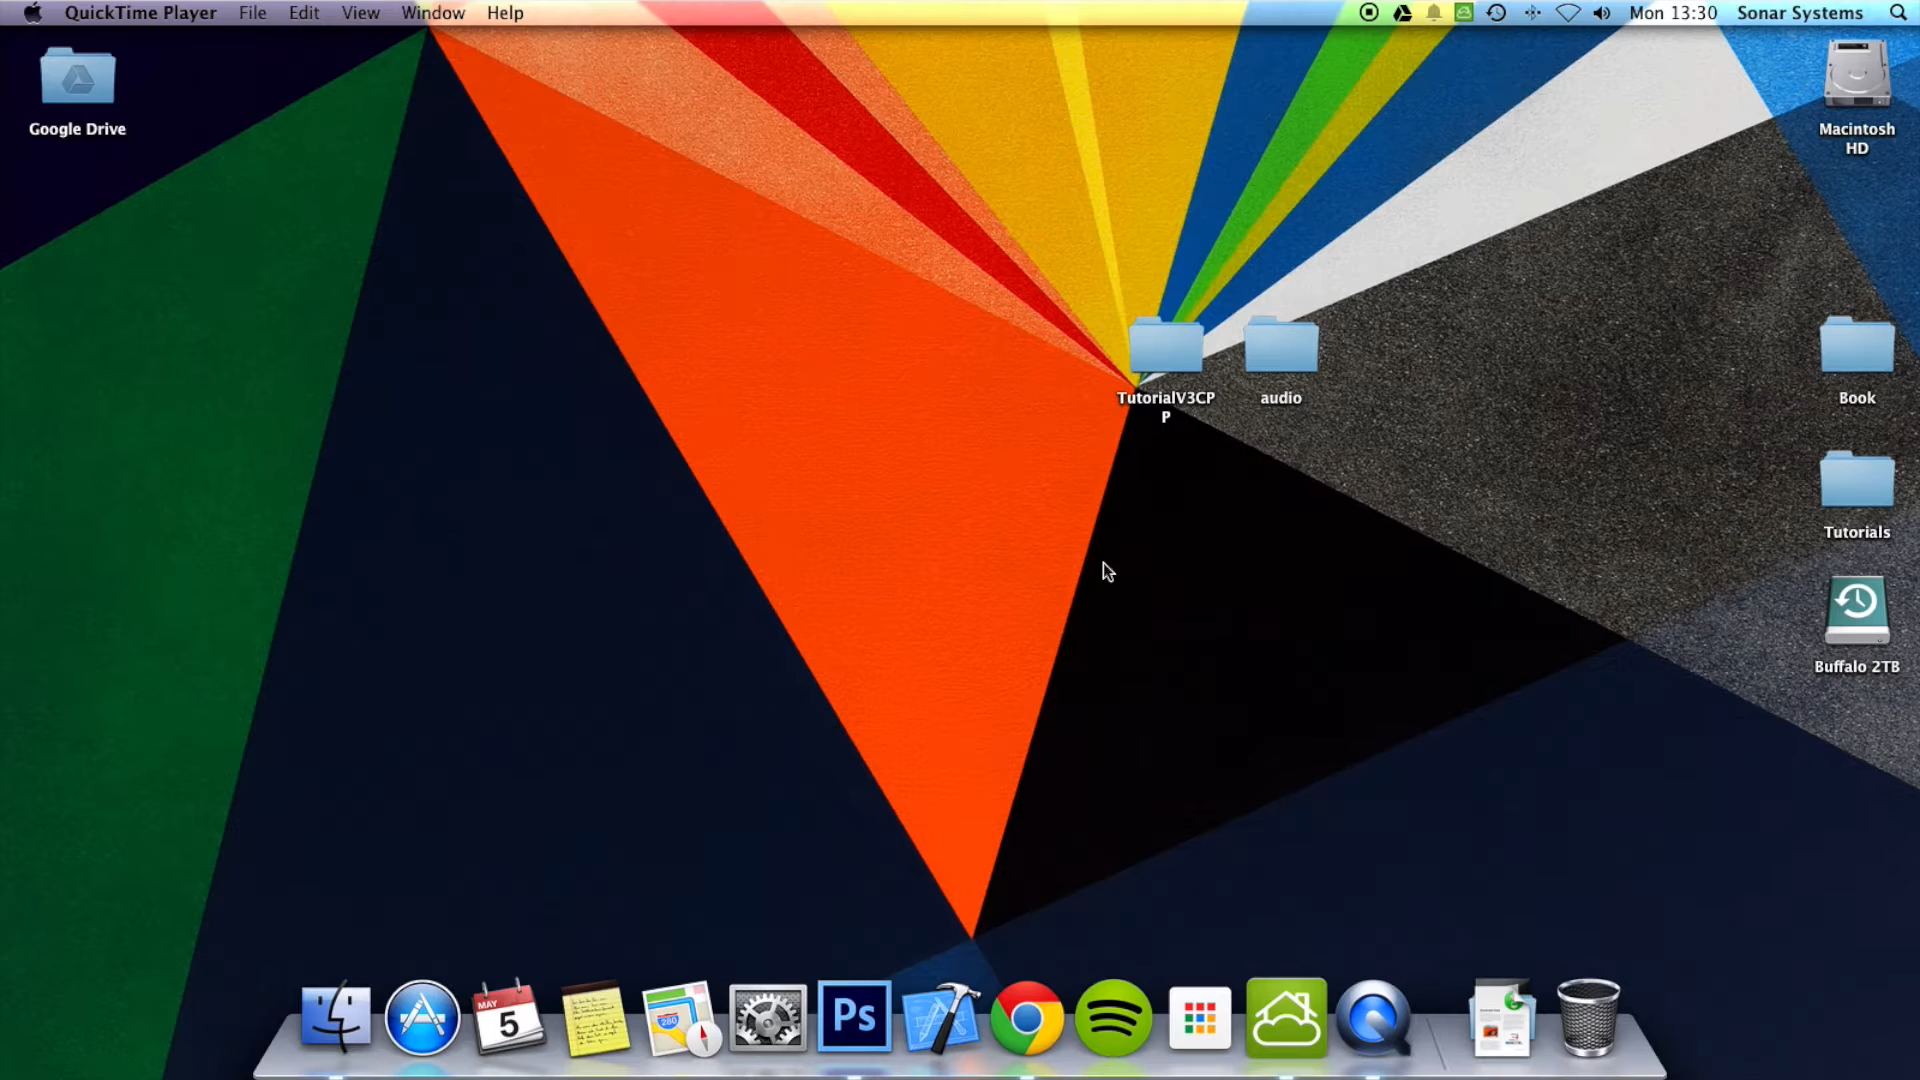 QuickTime Player File Edit View Window Help Mon 13:30 Sonar Systems
Google Drive
Macintosh
HD
TutorialV3CP
P
audio
Book
Tutorials
Buffalo 2TB
MAY
5
280
Ps